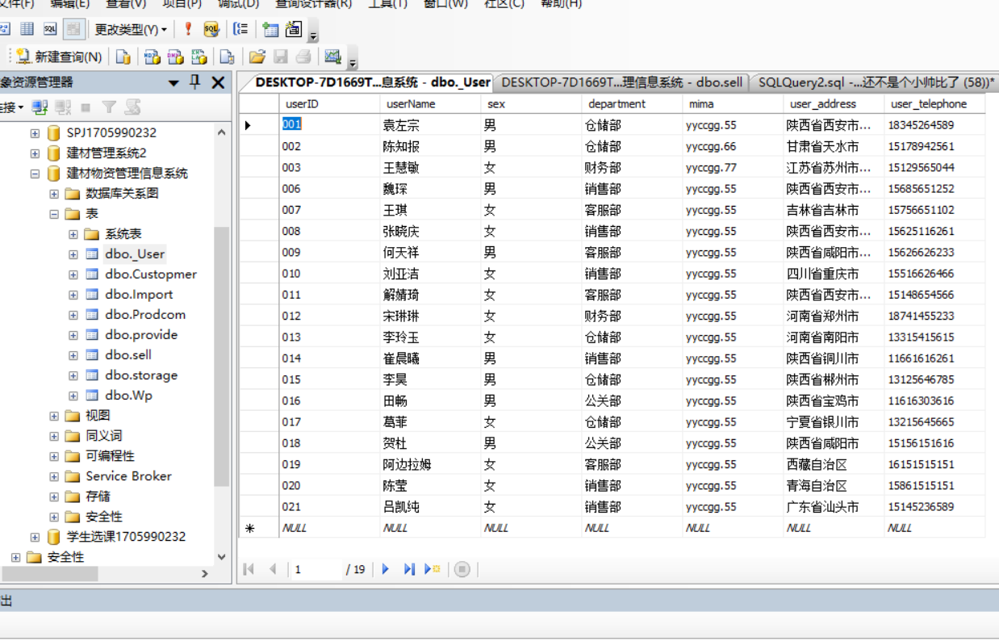 文件(F) 编辑(E) 查看(V) 项目(P) 调试(D) 查询设计器(R) 工具(T) 窗口(W) 社区(C) 帮助(H)
SQL 更改类型(Y)
新建查询(N)
象资源管理器
DESKTOP-7D1669T...息系统 - dbo._User DESKTOP-7D1669T...理信息系统 - dbo.sell SQLQuery2.sql -...还不是个小帅比了 (58))*
连接
SPJ1705990232
建材管理系统2
建材物资管理信息系统
数据库关系图
表
系统表
dbo._User
dbo.Custopmer
dbo.Import
dbo.Prodcom
dbo.provide
dbo.sell
dbo.storage
dbo.Wp
视图
同义词
可编程性
Service Broker
存储
安全性
学生选课1705990232
安全性
userID userName sex department mima user_address user_telephone
001 袁左宗 男 仓储部 yyccgg.55 陕西省西安市... 18345264589
002 陈知报 男 仓储部 yyccgg.66 甘肃省天水市 15178942561
003 王慧敏 女 财务部 yyccgg.77 江苏省苏州市... 15129565044
006 魏琛 男 销售部 yyccgg.55 陕西省西安市... 15685651252
007 王琪 女 客服部 yyccgg.55 吉林省吉林市 15756651102
008 张晓庆 女 销售部 yyccgg.55 陕西省西安市... 15625116261
009 何天祥 男 客服部 yyccgg.55 陕西省咸阳市... 15626626233
010 刘亚洁 女 销售部 yyccgg.55 四川省重庆市 15516626466
011 解婧琦 女 客服部 yyccgg.55 陕西省西安市... 15148654566
012 宋琳琳 女 财务部 yyccgg.55 河南省郑州市 18741455233
013 李玲玉 女 仓储部 yyccgg.55 河南省南阳市 13315415615
014 崔晨曦 男 销售部 yyccgg.55 陕西省铜川市 11661616261
015 李昊 男 仓储部 yyccgg.55 陕西省郴州市 13125646785
016 田畅 男 公关部 yyccgg.55 陕西省宝鸡市 11616303616
017 葛菲 女 仓储部 yyccgg.55 宁夏省银川市 13215645665
018 贺杜 男 公关部 yyccgg.55 陕西省咸阳市 15156151616
019 阿边拉姆 女 客服部 yyccgg.55 西藏自治区 16151515151
020 陈莹 女 销售部 yyccgg.55 青海自治区 15861515151
021 吕凯纯 女 销售部 yyccgg.55 广东省汕头市 15145236589
NULL NULL NULL NULL NULL NULL NULL
1 / 19
出